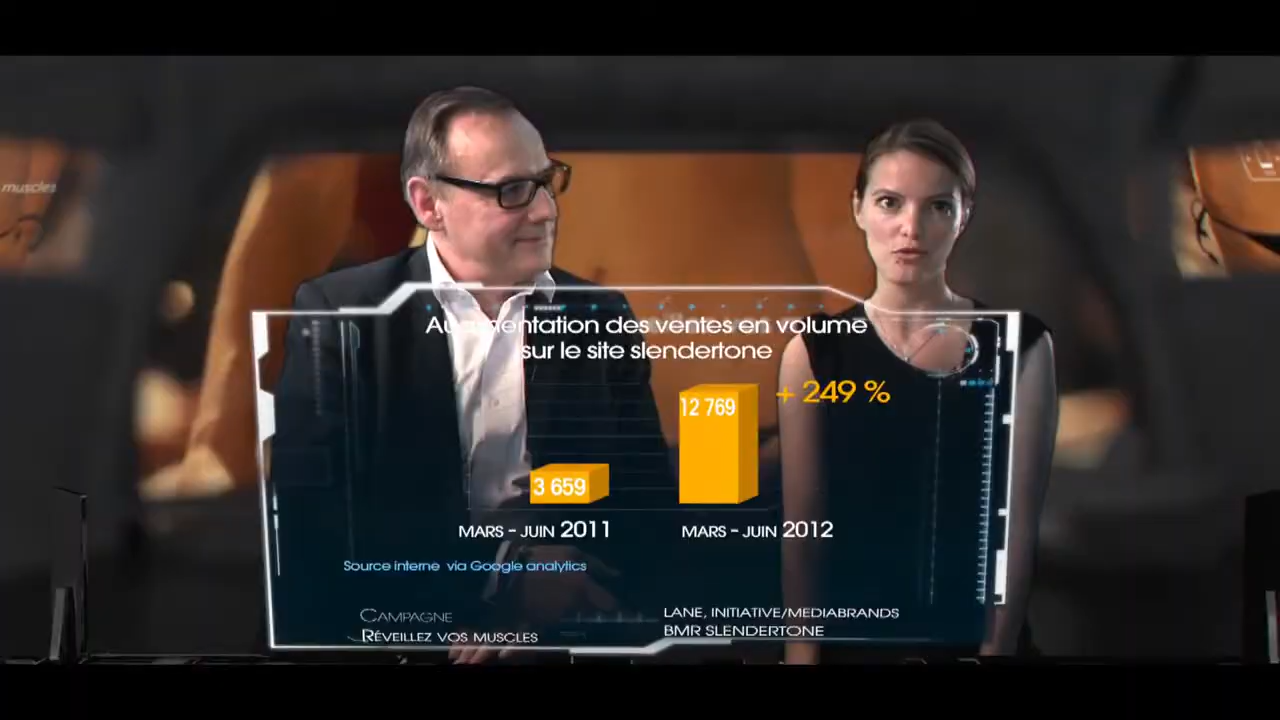 muscles
Augmentation des ventes en volume
sur le site slendertone
+ 249 %
12 769
3 659
MARS - JUIN 2011
MARS - JUIN 2012
Source interne via Google analytics
CAMPAGNE
RÉVEILLEZ VOS MUSCLES
LANE, INITIATIVE/MEDIABRANDS
BMR SLENDERTONE